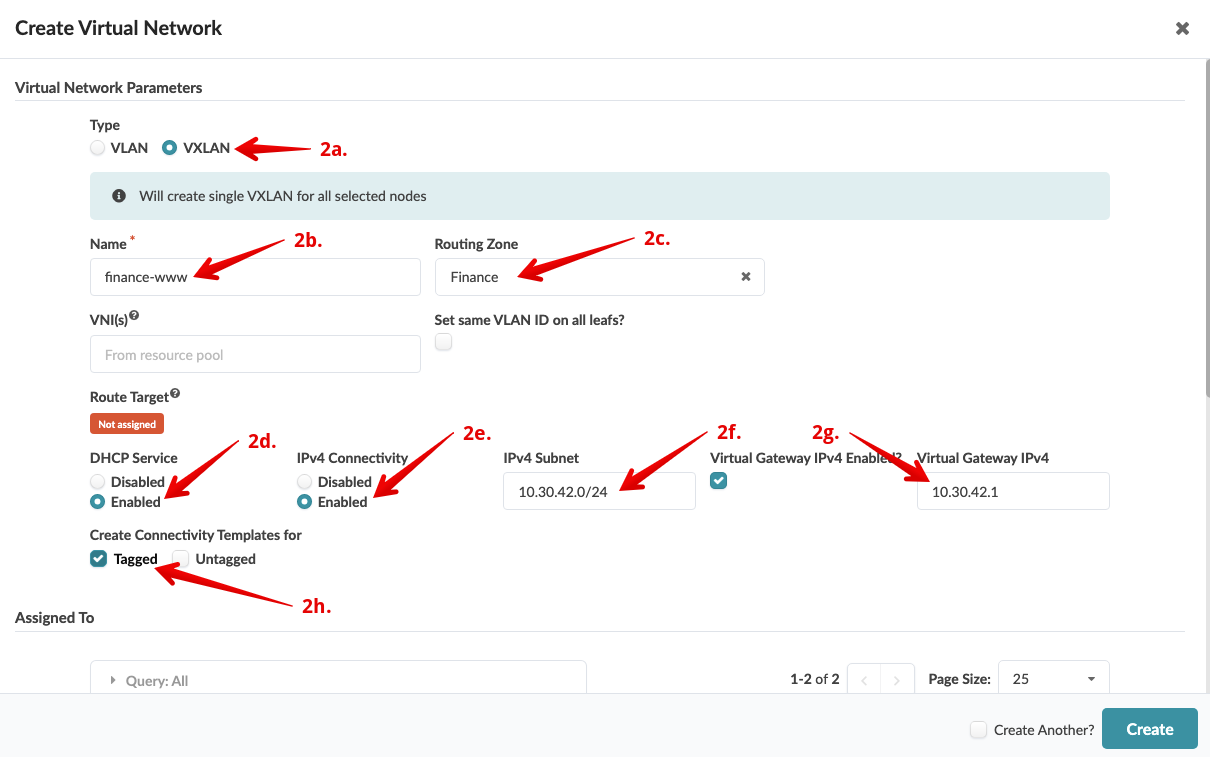 Create Virtual Network
Virtual Network Parameters
Type
VLAN VXLAN 2a.
Will create single VXLAN for all selected nodes
Name * 2b. Routing Zone 2c.
finance-www Finance
VNI(s) Set same VLAN ID on all leafs?
From resource pool
Route Target
Not assigned
2d. 2e. 2f. 2g.
DHCP Service IPv4 Connectivity IPv4 Subnet Virtual Gateway IPv4 Enabled? Virtual Gateway IPv4
Disabled Disabled
Enabled Enabled 10.30.42.0/24 10.30.42.1
Create Connectivity Templates for
Tagged Untagged
2h.
Assigned To
Query: All 1-2 of 2 Page Size: 25
Create Another? Create